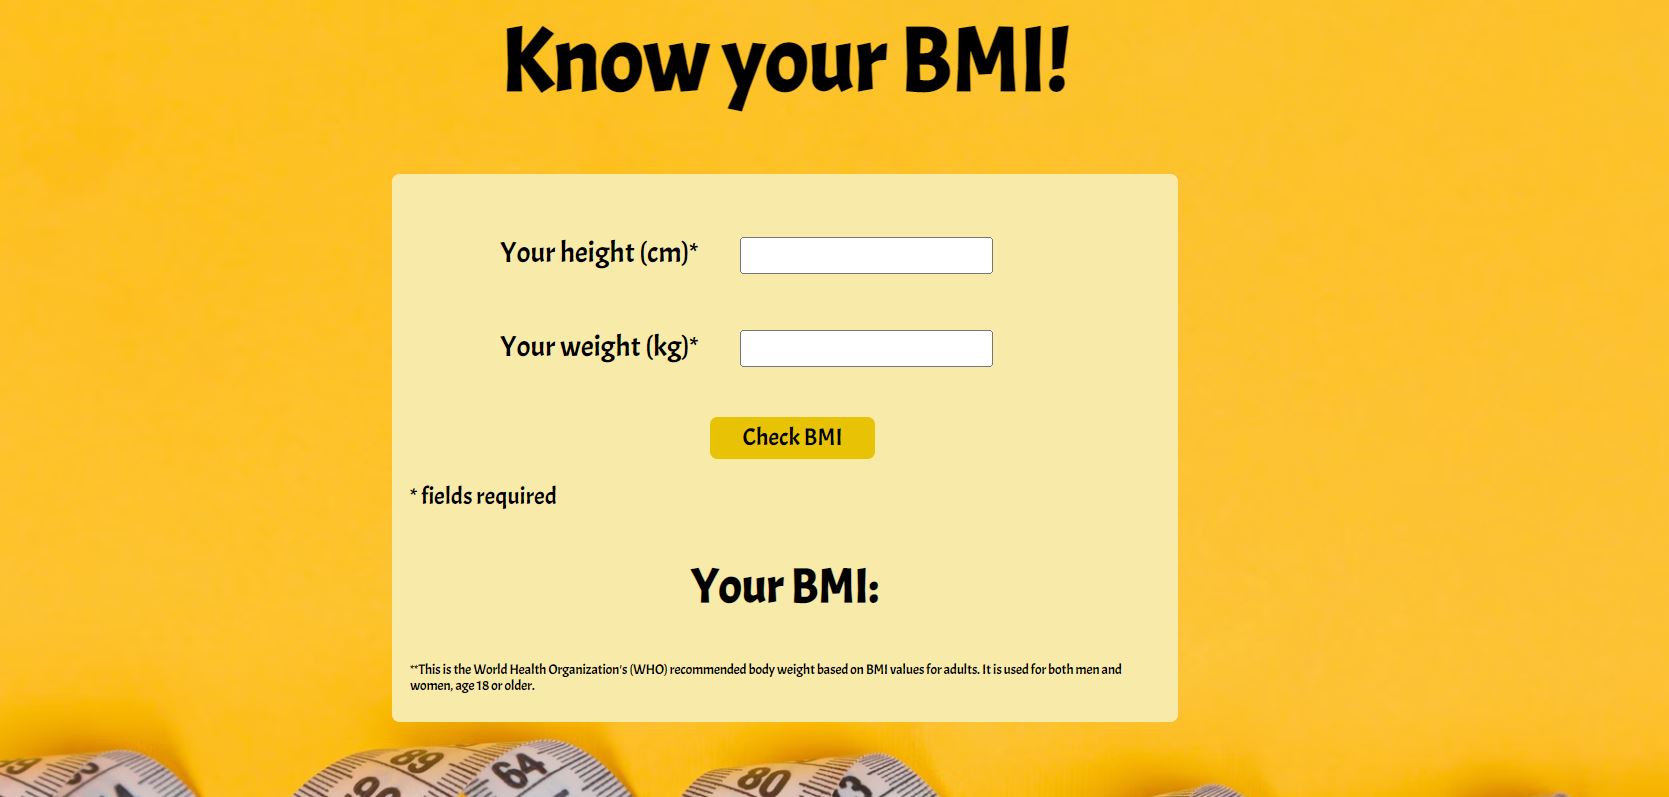 Know your BMI!
Your height (cm)*
Your weight (kg)*
Check BMI
* fields required
Your BMI:
**This is the World Health Organization's (WHO) recommended body weight based on BMI values for adults. It is used for both men and
women, age 18 or older.
89
64
80